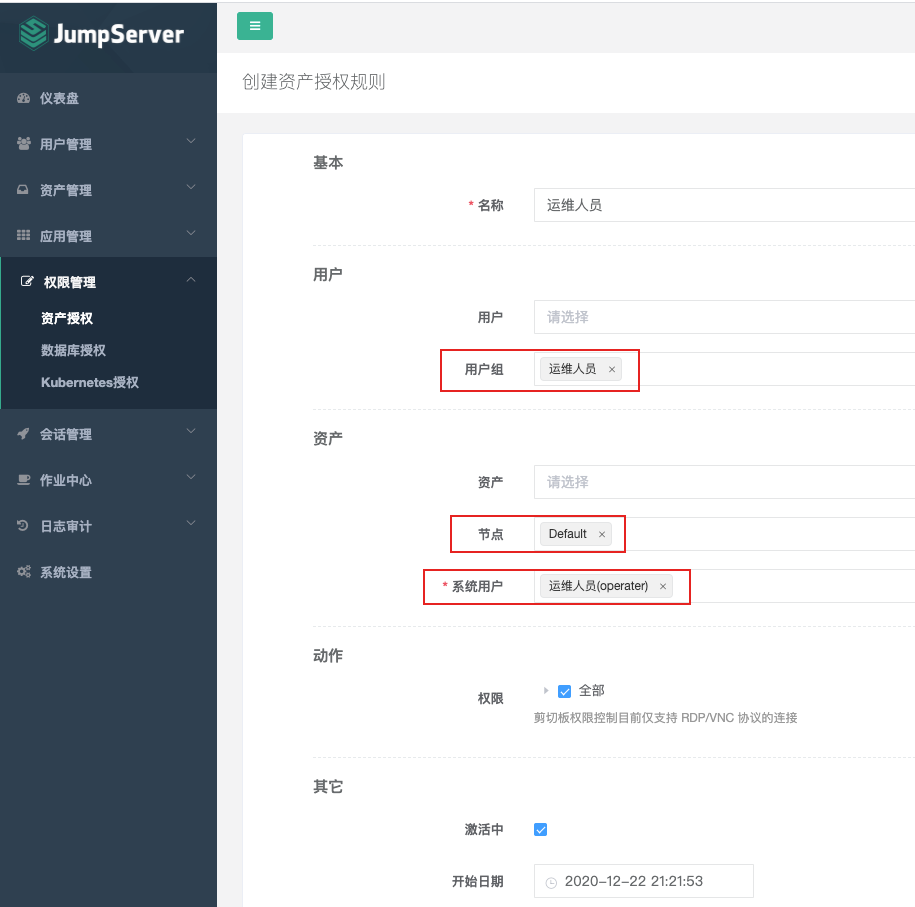 JumpServer
仪表盘
用户管理
资产管理
应用管理
权限管理
资产授权
数据库授权
Kubernetes授权
会话管理
作业中心
日志审计
系统设置
创建资产授权规则
基本
* 名称 运维人员
用户
用户 请选择
用户组 运维人员 ×
资产
资产 请选择
节点 Default ×
* 系统用户 运维人员(operater) ×
动作
权限 全部
剪切板权限控制目前仅支持 RDP/VNC 协议的连接
其它
激活中
开始日期 2020-12-22 21:21:53